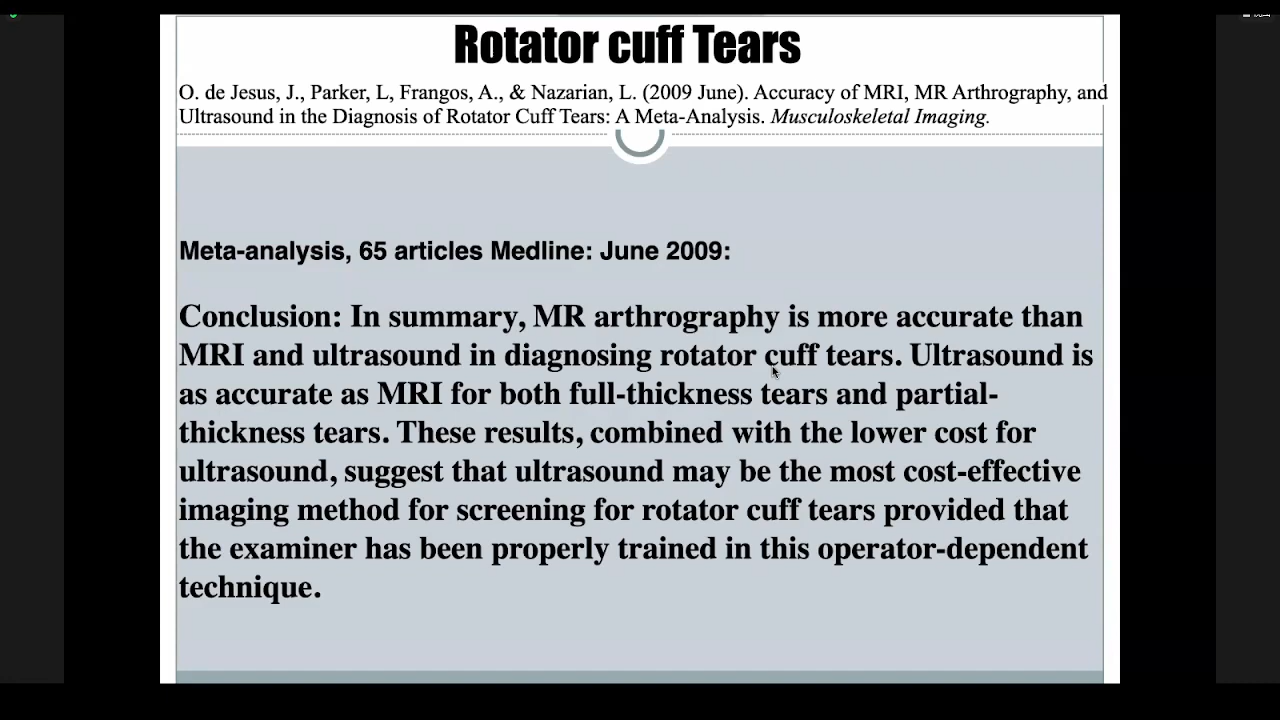 Rotator cuff Tears
O. de Jesus, J., Parker, L, Frangos, A., & Nazarian, L. (2009 June). Accuracy of MRI, MR Arthrography, and
Ultrasound in the Diagnosis of Rotator Cuff Tears: A Meta-Analysis. Musculoskeletal Imaging.
Meta-analysis, 65 articles Medline: June 2009:
Conclusion: In summary, MR arthrography is more accurate than
MRI and ultrasound in diagnosing rotator cuff tears. Ultrasound is
as accurate as MRI for both full-thickness tears and partial-
thickness tears. These results, combined with the lower cost for
ultrasound, suggest that ultrasound may be the most cost-effective
imaging method for screening for rotator cuff tears provided that
the examiner has been properly trained in this operator-dependent
technique.